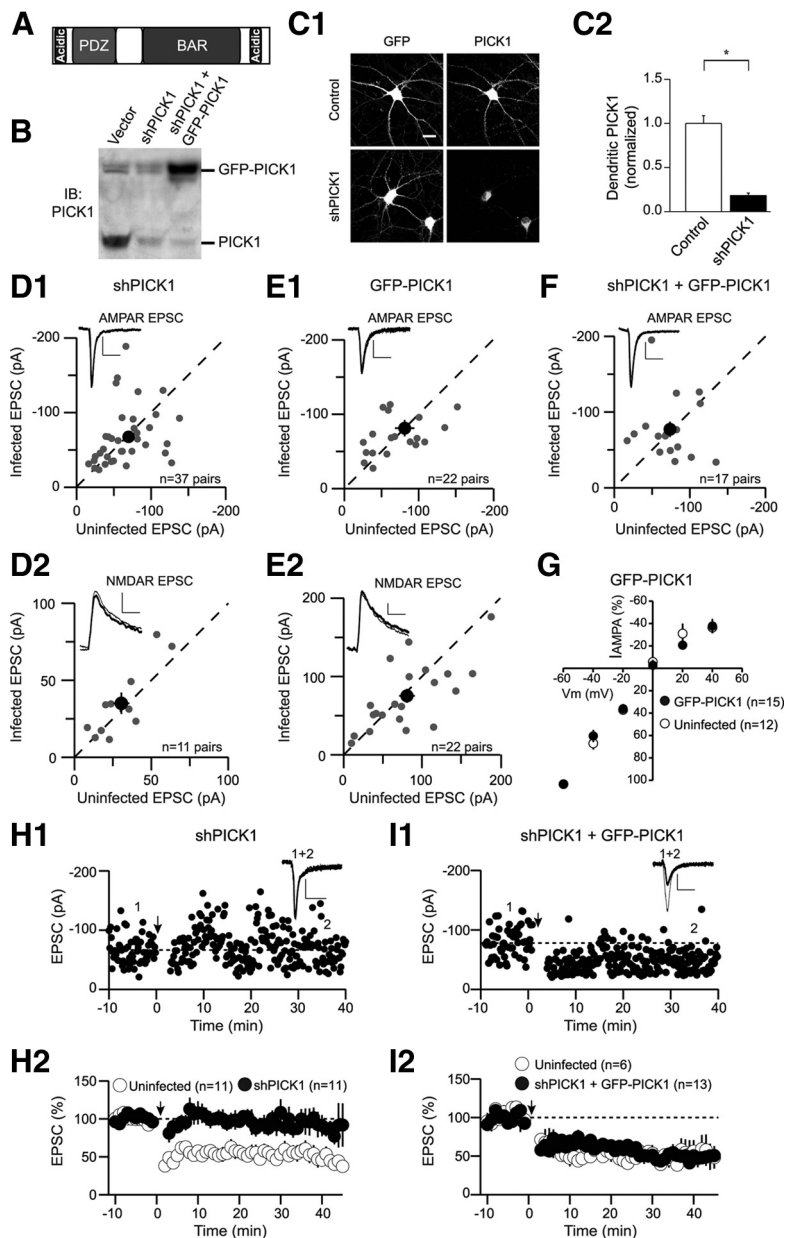 A
Acidic
PDZ
BAR
Acidic
B
Vector
shPICK1
shPICK1 +
GFP-PICK1
IB:
PICK1
GFP-PICK1
PICK1
C1
GFP
PICK1
Control
shPICK1
C2
*
Dendritic PICK1
(normalized)
1.5
1.0
0.5
0.0
Control
shPICK1
D1
shPICK1
AMPAR EPSC
Infected EPSC (pA)
-200
-100
0
n=37 pairs
0
-100
-200
Uninfected EPSC (pA)
E1
GFP-PICK1
AMPAR EPSC
Infected EPSC (pA)
-200
-100
0
n=22 pairs
0
-100
-200
Uninfected EPSC (pA)
F
shPICK1 + GFP-PICK1
AMPAR EPSC
Infected EPSC (pA)
-200
-100
0
n=17 pairs
0
-100
-200
Uninfected EPSC (pA)
D2
NMDAR EPSC
Infected EPSC (pA)
100
50
0
n=11 pairs
0
50
100
Uninfected EPSC (pA)
E2
NMDAR EPSC
Infected EPSC (pA)
200
100
0
n=22 pairs
0
100
200
Uninfected EPSC (pA)
G
GFP-PICK1
IAMPA (%)
-60
-40
-20
-60
-40
-20
20
40
60
Vm (mV)
20
40
60
80
100
GFP-PICK1 (n=15)
Uninfected (n=12)
H1
shPICK1
1+2
EPSC (pA)
-200
-100
0
1
2
-10
0
10
20
30
40
Time (min)
I1
shPICK1 + GFP-PICK1
1+2
EPSC (pA)
-200
-100
0
1
2
-10
0
10
20
30
40
Time (min)
H2
Uninfected (n=11)
shPICK1 (n=11)
EPSC (%)
150
100
50
0
-10
0
10
20
30
40
Time (min)
I2
Uninfected (n=6)
shPICK1 + GFP-PICK1 (n=13)
EPSC (%)
150
100
50
0
-10
0
10
20
30
40
Time (min)